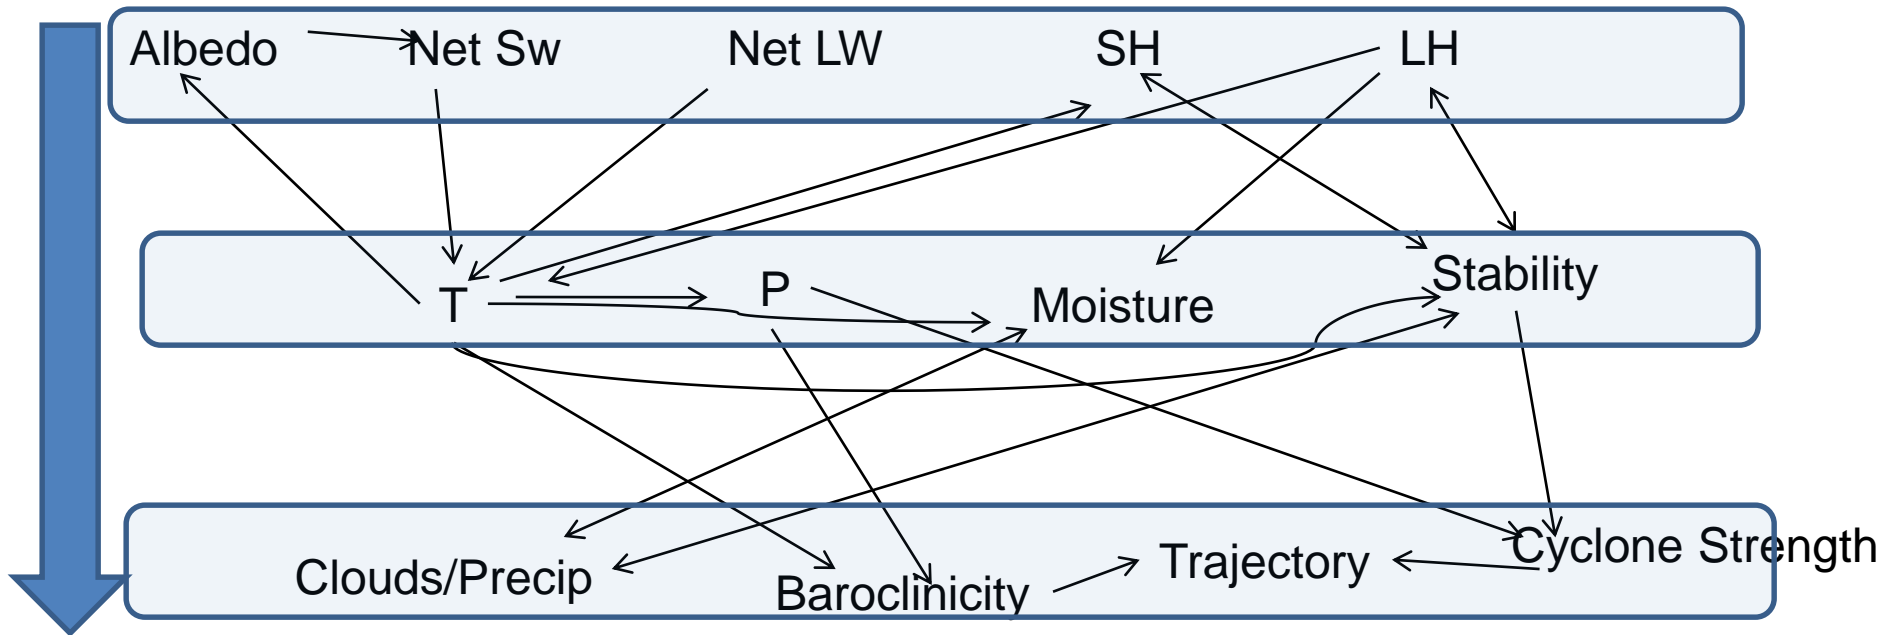 Albedo Net Sw Net LW SH LH
T P Moisture Stability
Clouds/Precip Baroclinicity Trajectory Cyclone Strength